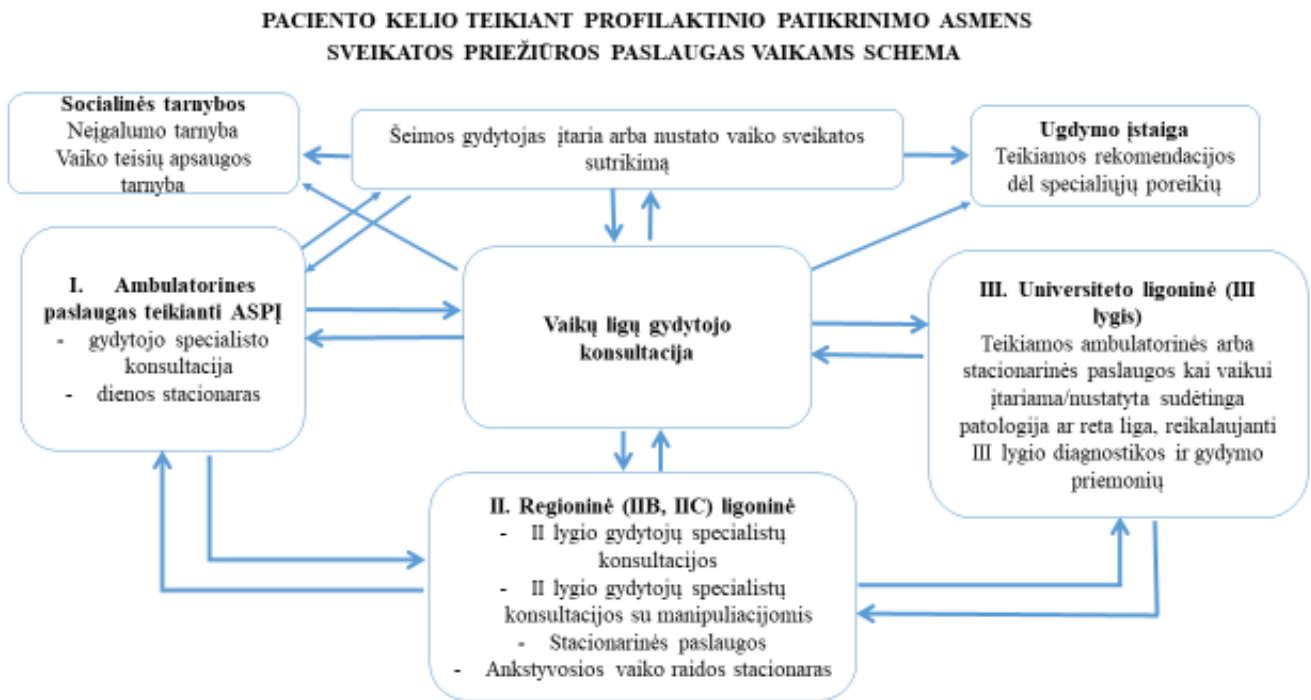 PACIENTO KELIO TEIKIANT PROFILAKTINIO PATIKRINIMO ASMENS
SVEIKATOS PRIEŽIŪROS PASLAUGAS VAIKAMS SCHEMA
Socialinės tarnybos
Neįgalumo tarnyba
Vaiko teisių apsaugos
tarnyba
Šeimos gydytojas įtaria arba nustato vaiko sveikatos
sutrikimą
Ugdymo įstaiga
Teikiamos rekomendacijos
dėl specialiųjų poreikių
I. Ambulatorines
paslaugas teikianti ASPĮ
- gydytojo specialisto
konsultacija
- dienos stacionaras
Vaikų ligų gydytojo
konsultacija
III. Universiteto ligoninė (III
lygis)
Teikiamos ambulatorinės arba
stacionarinės paslaugos kai vaikui
įtariama/nustatyta sudėtinga
patologija ar reta liga, reikalaujanti
III lygio diagnostikos ir gydymo
priemonių
II. Regioninė (IIB, IIC) ligoninė
- II lygio gydytojų specialistų
konsultacijos
- II lygio gydytojų specialistų
konsultacijos su manipuliacijomis
- Stacionarinės paslaugos
- Ankstyvosios vaiko raidos stacionaras